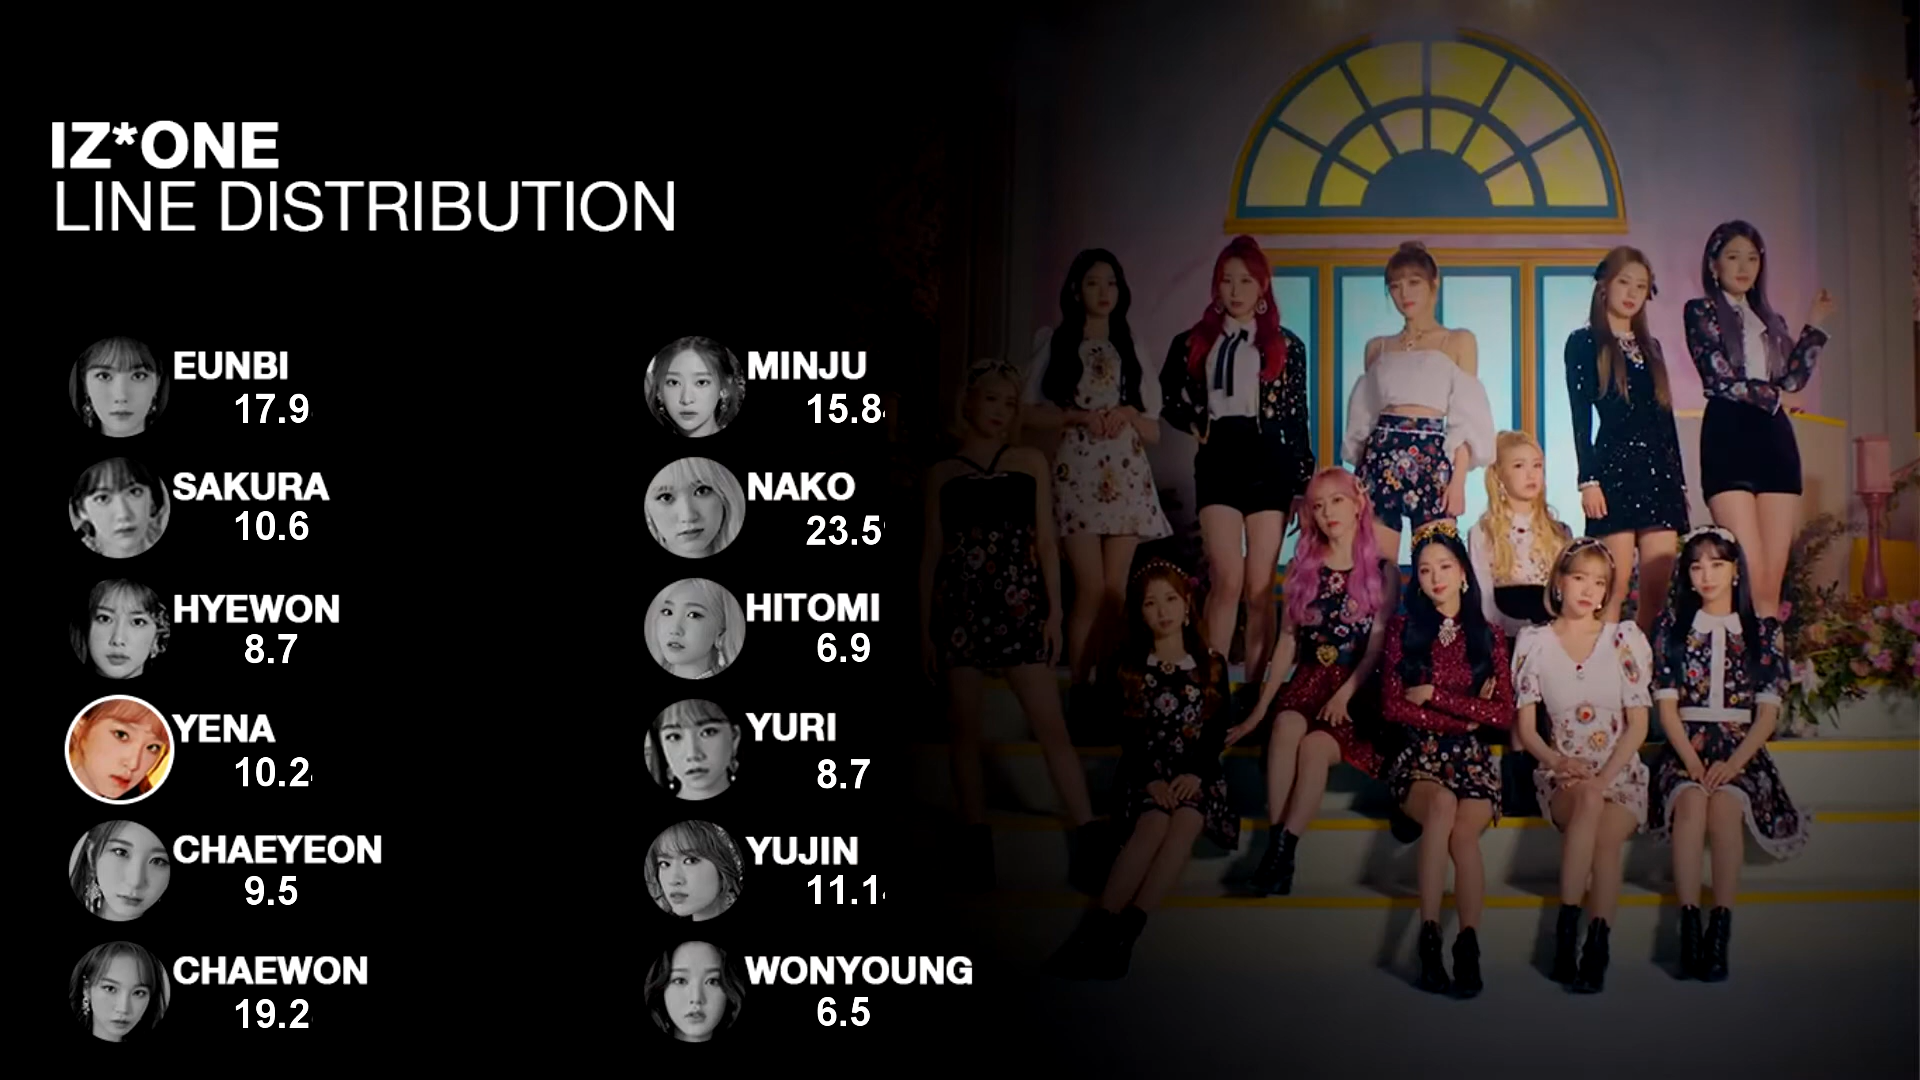 IZ*ONE
LINE DISTRIBUTION
EUNBI
17.9
SAKURA
10.6
HYEWON
8.7
YENA
10.2
CHAEYEON
9.5
CHAEWON
19.2
MINJU
15.8
NAKO
23.5
HITOMI
6.9
YURI
8.7
YUJIN
11.1
WONYOUNG
6.5